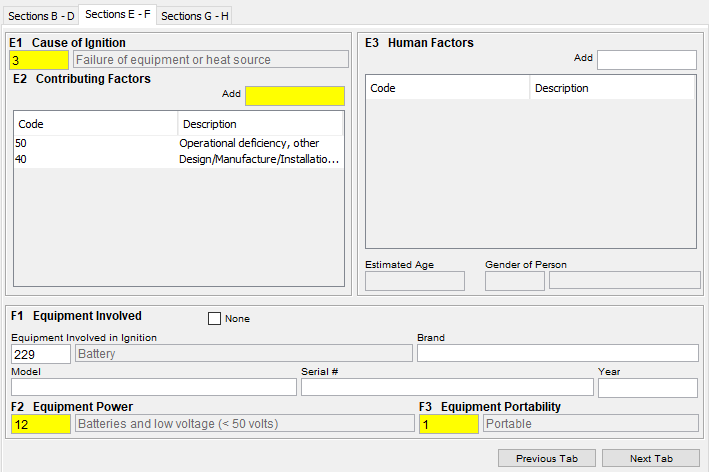 Sections B - D Sections E - F Sections G - H
E1 Cause of Ignition
3 Failure of equipment or heat source
E2 Contributing Factors
Add
Code Description
50 Operational deficiency, other
40 Design/Manufacture/Installatio...
E3 Human Factors
Add
Code Description
Estimated Age Gender of Person
F1 Equipment Involved None
Equipment Involved in Ignition Brand
229 Battery
Model Serial # Year
F2 Equipment Power F3 Equipment Portability
12 Batteries and low voltage (< 50 volts) 1 Portable
Previous Tab Next Tab